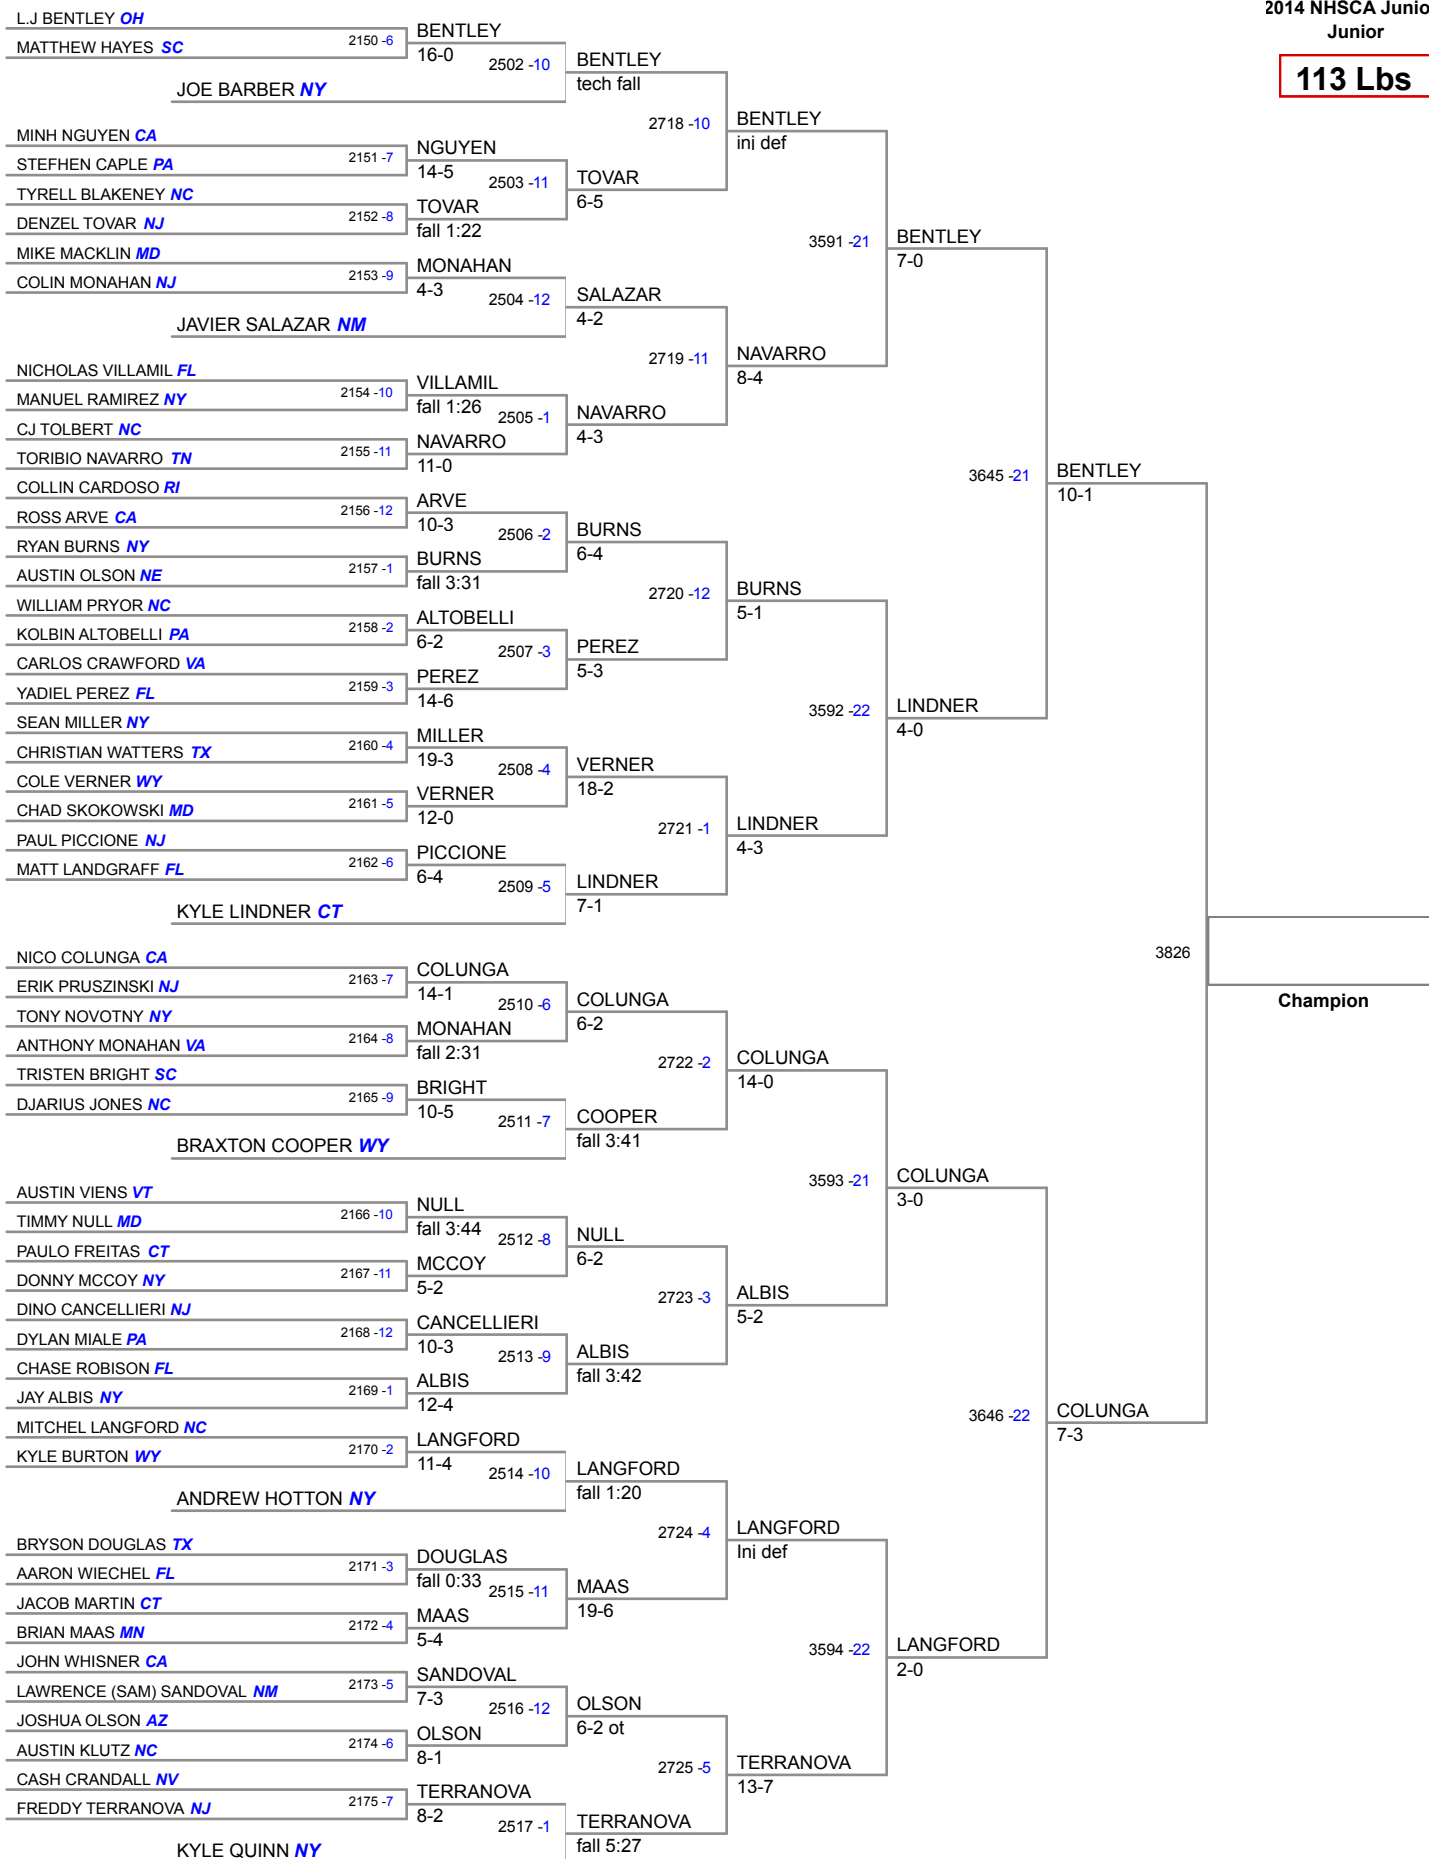 2014 NHSCA Junio
Junior
113 Lbs
L.J BENTLEY OH
MATTHEW HAYES SC
2150 -6
BENTLEY
16-0
JOE BARBER NY
2502 -10
BENTLEY
tech fall
MINH NGUYEN CA
STEFHEN CAPLE PA
2151 -7
NGUYEN
14-5
TYRELL BLAKENEY NC
DENZEL TOVAR NJ
2152 -8
TOVAR
fall 1:22
2503 -11
TOVAR
6-5
2718 -10
BENTLEY
inj def
MIKE MACKLIN MD
COLIN MONAHAN NJ
2153 -9
MONAHAN
4-3
JAVIER SALAZAR NM
2504 -12
SALAZAR
4-2
NICHOLAS VILLAMIL FL
MANUEL RAMIREZ NY
2154 -10
VILLAMIL
fall 1:26
CJ TOLBERT NC
TORIBIO NAVARRO TN
2155 -11
NAVARRO
11-0
2505 -1
NAVARRO
4-3
2719 -11
NAVARRO
8-4
3591 -21
BENTLEY
7-0
COLLIN CARDOSO RI
ROSS ARVE CA
2156 -12
ARVE
10-3
RYAN BURNS NY
AUSTIN OLSON NE
2157 -1
BURNS
fall 3:31
2506 -2
BURNS
6-4
WILLIAM PRYOR NC
KOLBIN ALTOBELLI PA
2158 -2
ALTOBELLI
6-2
CARLOS CRAWFORD VA
YADIEL PEREZ FL
2159 -3
PEREZ
14-6
2507 -3
PEREZ
5-3
2720 -12
BURNS
5-1
SEAN MILLER NY
CHRISTIAN WATTERS TX
2160 -4
MILLER
19-3
COLE VERNER WY
CHAD SKOKOWSKI MD
2161 -5
VERNER
12-0
2508 -4
VERNER
18-2
PAUL PICCIONE NJ
MATT LANDGRAFF FL
2162 -6
PICCIONE
6-4
KYLE LINDNER CT
2509 -5
LINDNER
7-1
2721 -1
LINDNER
4-3
3592 -22
LINDNER
4-0
3645 -21
BENTLEY
10-1
NICO COLUNGA CA
ERIK PRUSZINSKI NJ
2163 -7
COLUNGA
14-1
TONY NOVOTNY NY
ANTHONY MONAHAN VA
2164 -8
MONAHAN
fall 2:31
2510 -6
COLUNGA
6-2
TRISTEN BRIGHT SC
DJARIUS JONES NC
2165 -9
BRIGHT
10-5
BRAXTON COOPER WY
2511 -7
COOPER
fall 3:41
2722 -2
COLUNGA
14-0
AUSTIN VIENS VT
TIMMY NULL MD
2166 -10
NULL
fall 3:44
PAULO FREITAS CT
DONNY MCCOY NY
2167 -11
MCCOY
5-2
2512 -8
NULL
6-2
DINO CANCELLIERI NJ
DYLAN MIALE PA
2168 -12
CANCELLIERI
10-3
CHASE ROBISON FL
JAY ALBIS NY
2169 -1
ALBIS
12-4
2513 -9
ALBIS
fall 3:42
2723 -3
ALBIS
5-2
3593 -21
COLUNGA
3-0
MITCHEL LANGFORD NC
KYLE BURTON WY
2170 -2
LANGFORD
11-4
ANDREW HOTTON NY
2514 -10
LANGFORD
fall 1:20
BRYSON DOUGLAS TX
AARON WIECHEL FL
2171 -3
DOUGLAS
fall 0:33
JACOB MARTIN CT
BRIAN MAAS MN
2172 -4
MAAS
5-4
2515 -11
MAAS
19-6
2724 -4
LANGFORD
Inj def
JOHN WHISNER CA
LAWRENCE (SAM) SANDOVAL NM
2173 -5
SANDOVAL
7-3
JOSHUA OLSON AZ
AUSTIN KLUTZ NC
2174 -6
OLSON
8-1
2516 -12
OLSON
6-2 ot
CASH CRANDALL NV
FREDDY TERRANOVA NJ
2175 -7
TERRANOVA
8-2
KYLE QUINN NY
2517 -1
TERRANOVA
fall 5:27
2725 -5
TERRANOVA
13-7
3594 -22
LANGFORD
2-0
3646 -22
COLUNGA
7-3
3826
Champion